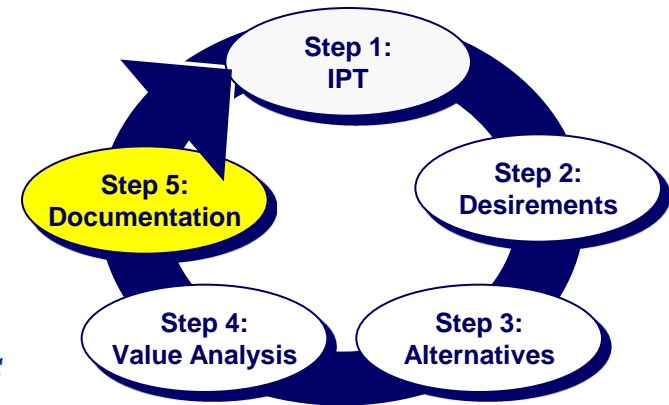 Step 1:
IPT
Step 2:
Desirements
Step 3:
Alternatives
Step 4:
Value Analysis
Step 5:
Documentation